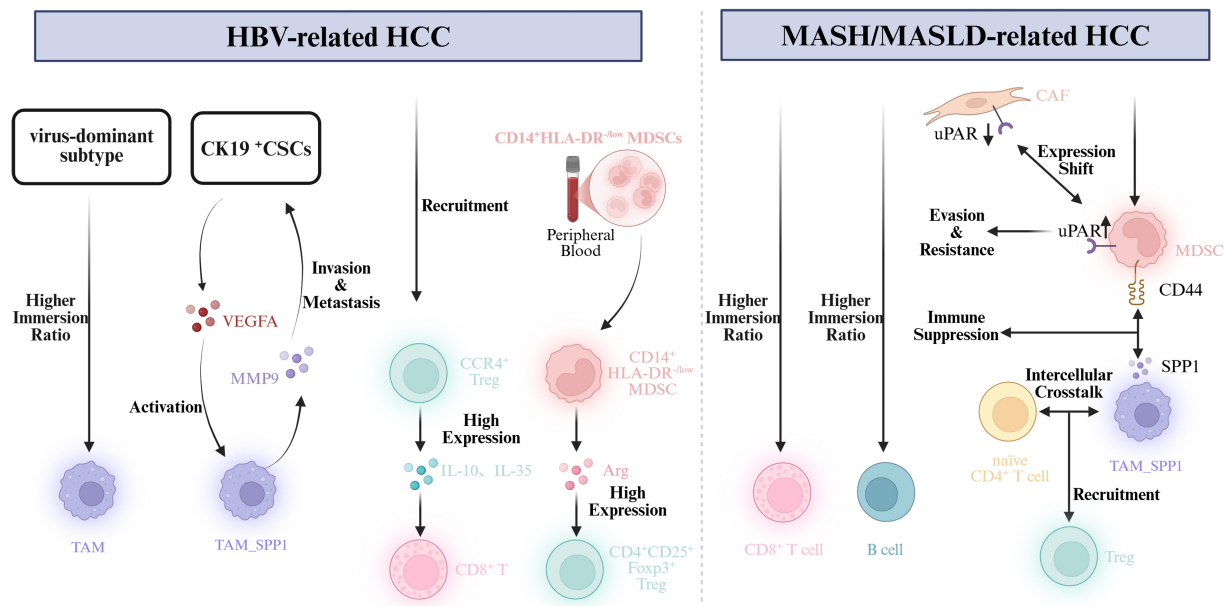 HBV-related HCC
virus-dominant
subtype
CK19 ⁺CSCs
Higher
Immersion
Ratio
TAM
VEGFA
Activation
TAM_SPP1
MMP9
Invasion
&
Metastasis
Recruitment
CCR4⁺
Treg
High
Expression
IL-10、IL-35
CD8⁺ T
CD14⁺HLA-DR⁻/ˡᵒʷ MDSCs
Peripheral
Blood
CD14⁺
HLA-DR⁻/ˡᵒʷ
MDSC
Arg
High
Expression
CD4⁺CD25⁺
Foxp3⁺
Treg
MASH/MASLD-related HCC
Higher
Immersion
Ratio
CD8⁺ T cell
Higher
Immersion
Ratio
B cell
CAF
uPAR
Expression
Shift
Evasion
&
Resistance
uPAR
MDSC
CD44
Immune
Suppression
SPP1
Intercellular
Crosstalk
naïve
CD4⁺ T cell
TAM_SPP1
Recruitment
Treg